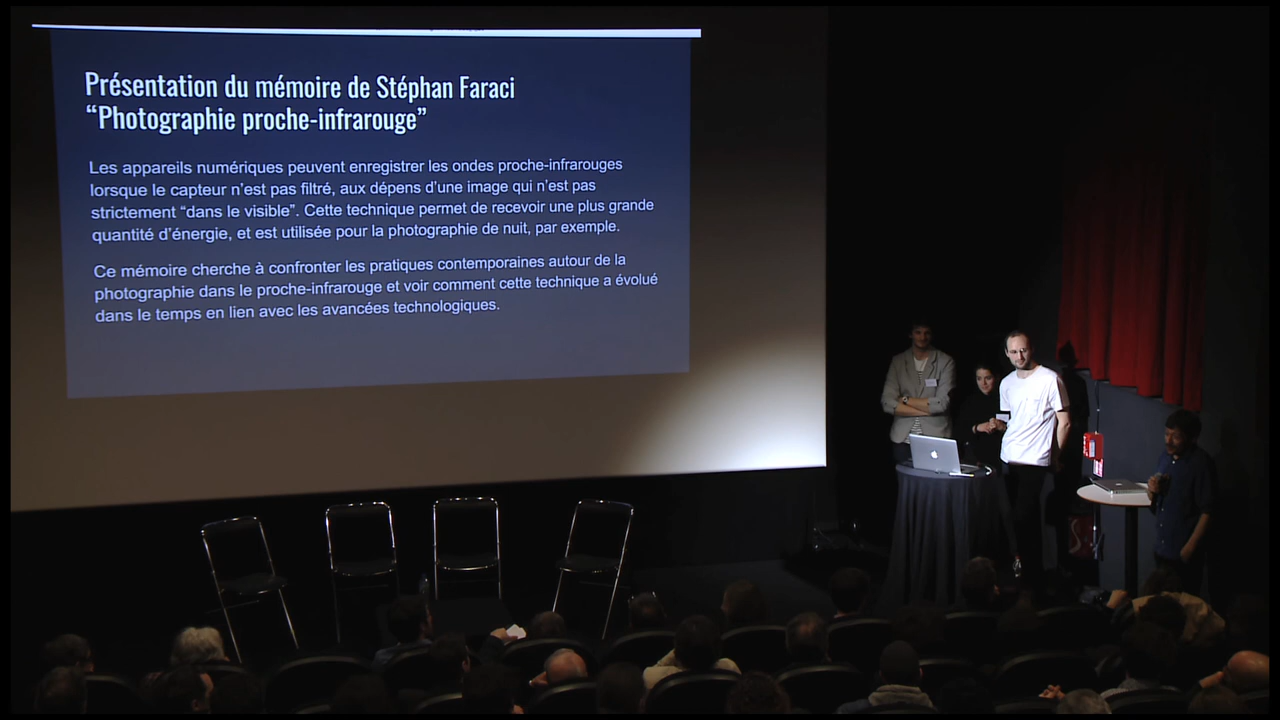 Présentation du mémoire de Stéphan Faraci
“Photographie proche-infrarouge”
Les appareils numériques peuvent enregistrer les ondes proche-infrarouges
lorsque le capteur n’est pas filtré, aux dépens d’une image qui n’est pas
strictement “dans le visible”. Cette technique permet de recevoir une plus grande
quantité d’énergie, et est utilisée pour la photographie de nuit, par exemple.
Ce mémoire cherche à confronter les pratiques contemporaines autour de la
photographie dans le proche-infrarouge et voir comment cette technique a évolué
dans le temps en lien avec les avancées technologiques.